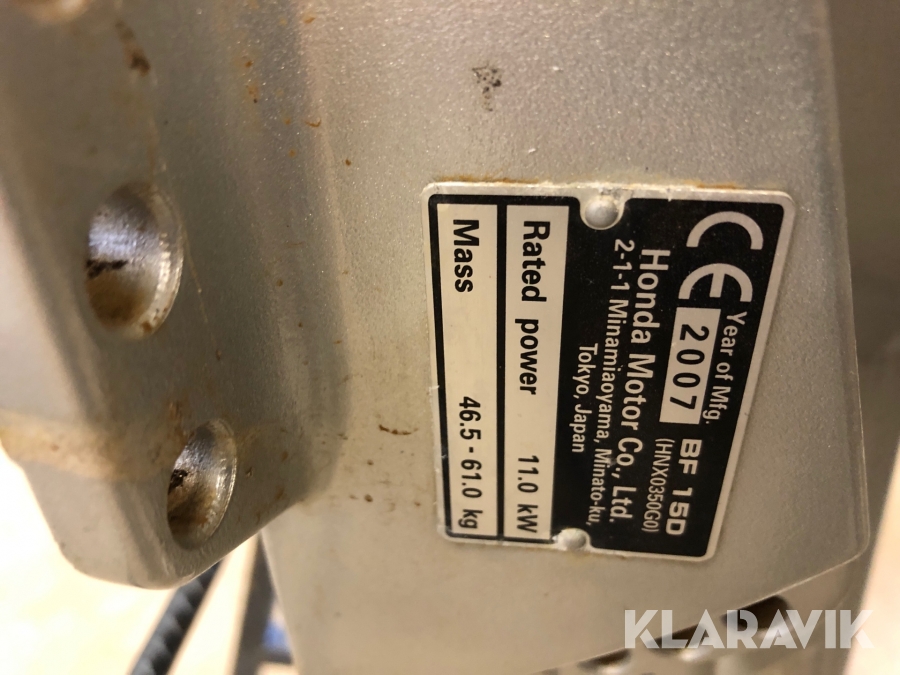 CE Year of Mfg. BF 15D
2007 (HNX0350G0)
Honda Motor Co., Ltd.
2-1-1 Minamiaoyama, Minato-ku,
Tokyo, Japan
Rated power 11.0 kW
Mass 46.5 - 61.0 kg
KLARAVIK